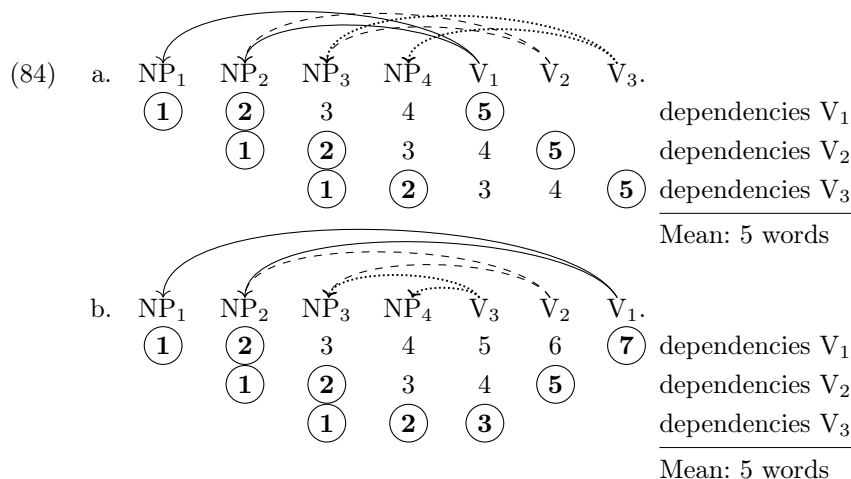 (84) a. NP₁ NP₂ NP₃ NP₄ V₁ V₂ V₃.
1 2 3 4 5 dependencies V₁
1 2 3 4 5 dependencies V₂
1 2 3 4 5 dependencies V₃
Mean: 5 words
b. NP₁ NP₂ NP₃ NP₄ V₃ V₂ V₁.
1 2 3 4 5 6 7 dependencies V₁
1 2 3 4 5 dependencies V₂
1 2 3 dependencies V₃
Mean: 5 words